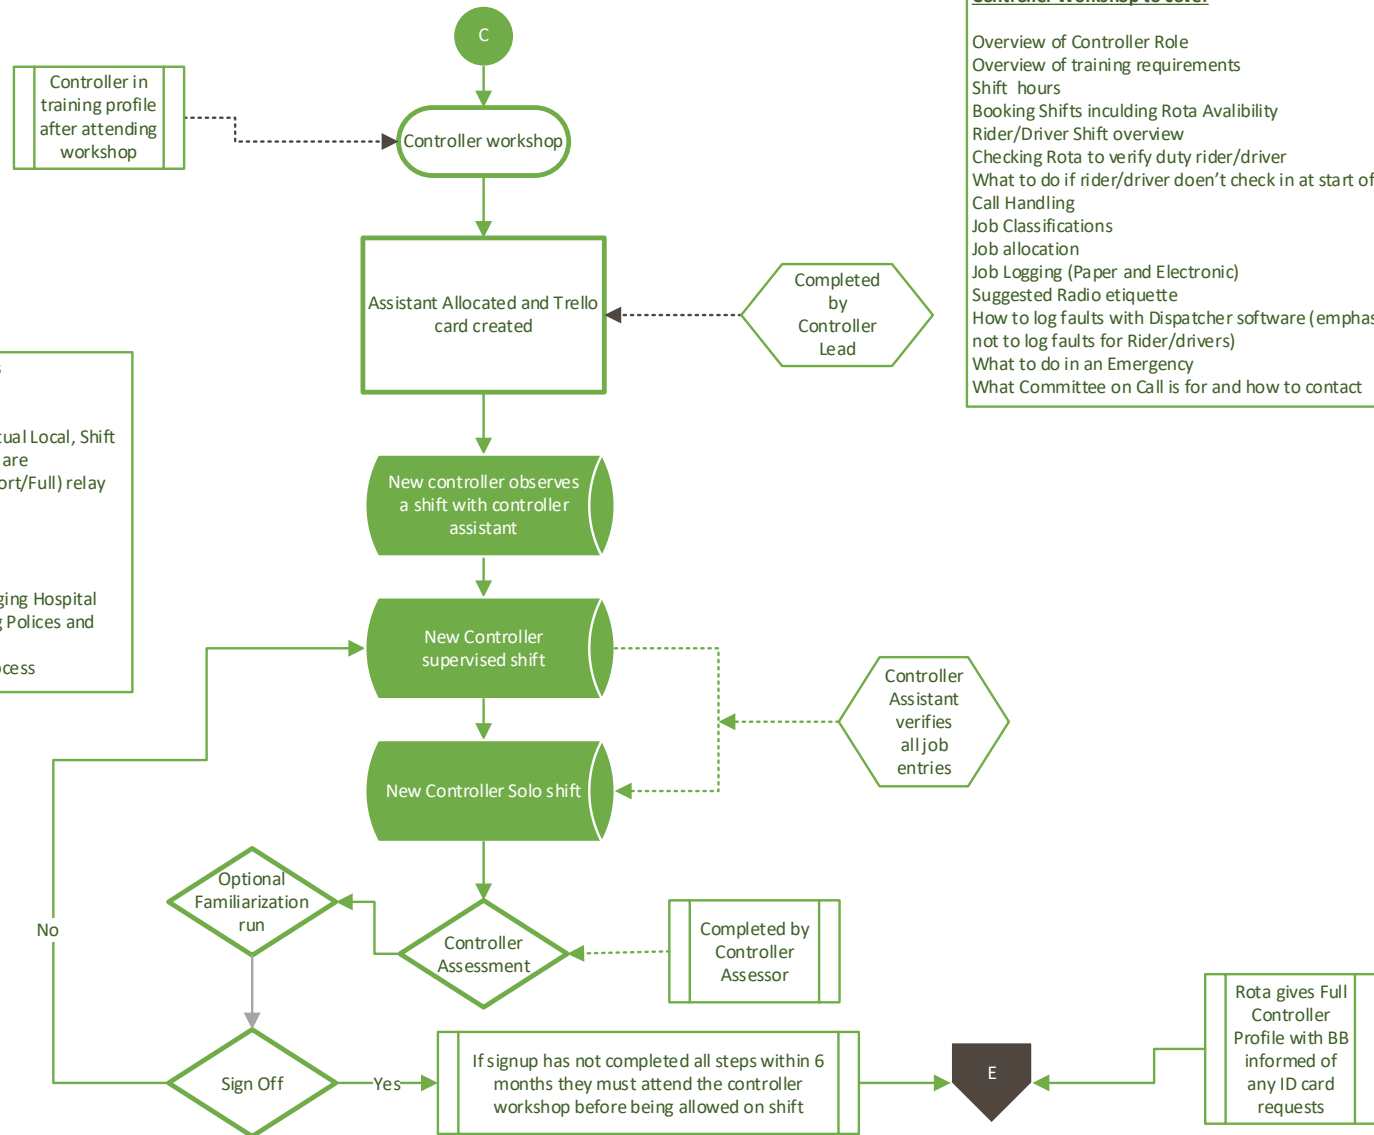 C
Controller in
training profile
after attending
workshop
Controller workshop
Controller Workshop to cover
Overview of Controller Role
Overview of training requirements
Shift hours
Booking Shifts inculding Rota Avalibility
Rider/Driver Shift overview
Checking Rota to verify duty rider/driver
What to do if rider/driver doen't check in at start of
Call Handling
Job Classifications
Job allocation
Job Logging (Paper and Electronic)
Suggested Radio etiquette
How to log faults with Dispatcher software (emphas
not to log faults for Rider/drivers)
What to do in an Emergency
What Committee on Call is for and how to contact
Assistant Allocated and Trello
card created
Completed
by
Controller
Lead
tual Local, Shift
are
ort/Full) relay
ging Hospital
g Polices and
ocess
New controller observes
a shift with controller
assistant
New Controller
supervised shift
Controller
Assistant
verifies
all job
entries
New Controller Solo shift
Optional
Familiarization
run
No
Controller
Assessment
Completed by
Controller
Assessor
Sign Off
Yes
If signup has not completed all steps within 6
months they must attend the controller
workshop before being allowed on shift
E
Rota gives Full
Controller
Profile with BB
informed of
any ID card
requests